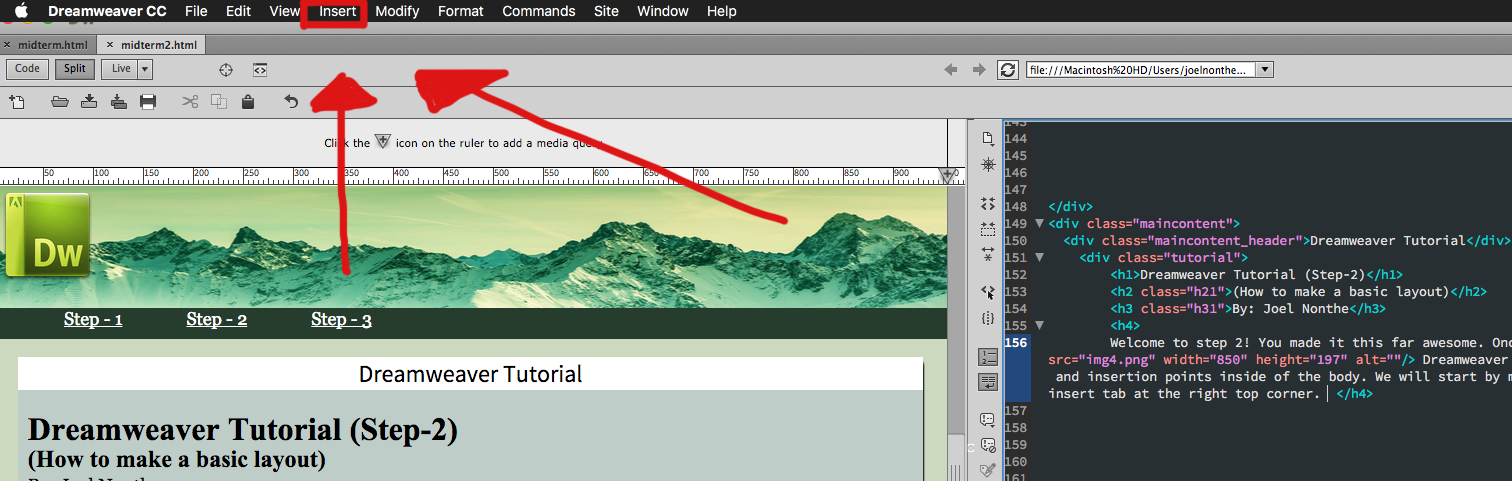 Dreamweaver CC File Edit View Insert Modify Format Commands Site Window Help
midterm.html midterm2.html
Code Split Live file:///Macintosh%20HD/Users/joelnonthe...
Click the icon on the ruler to add a media query
50 100 150 200 250 300 350 400 450 500 550 600 650 700 750 800 850 900
Dw
Step - 1 Step - 2 Step - 3
Dreamweaver Tutorial
Dreamweaver Tutorial (Step-2)
(How to make a basic layout)
By: Joel Nonthe
143
144
145
146
147
148 </div>
149 <div class="maincontent">
150 <div class="maincontent_header">Dreamweaver Tutorial</div>
151 <div class="tutorial">
152 <h1>Dreamweaver Tutorial (Step-2)</h1>
153 <h2 class="h21">(How to make a basic layout)</h2>
154 <h3 class="h31">By: Joel Nonthe</h3>
155 <h4>
156 Welcome to step 2! You made it this far awesome. Onc
src="img4.png" width="850" height="197" alt=""/> Dreamweaver
and insertion points inside of the body. We will start by m
insert tab at the right top corner. </h4>
157
158
159
160
161